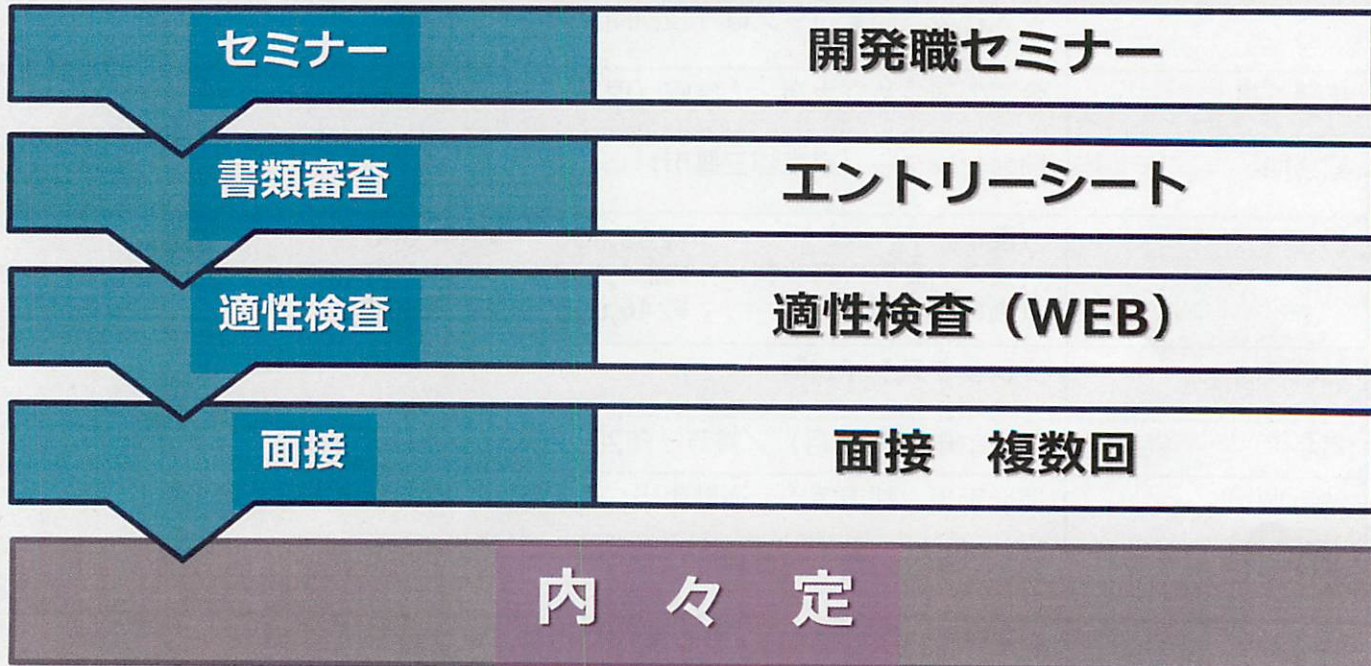 セミナー 開発職セミナー
書類審査 エントリーシート
適性検査 適性検査（WEB）
面接 面接　複数回
内々定